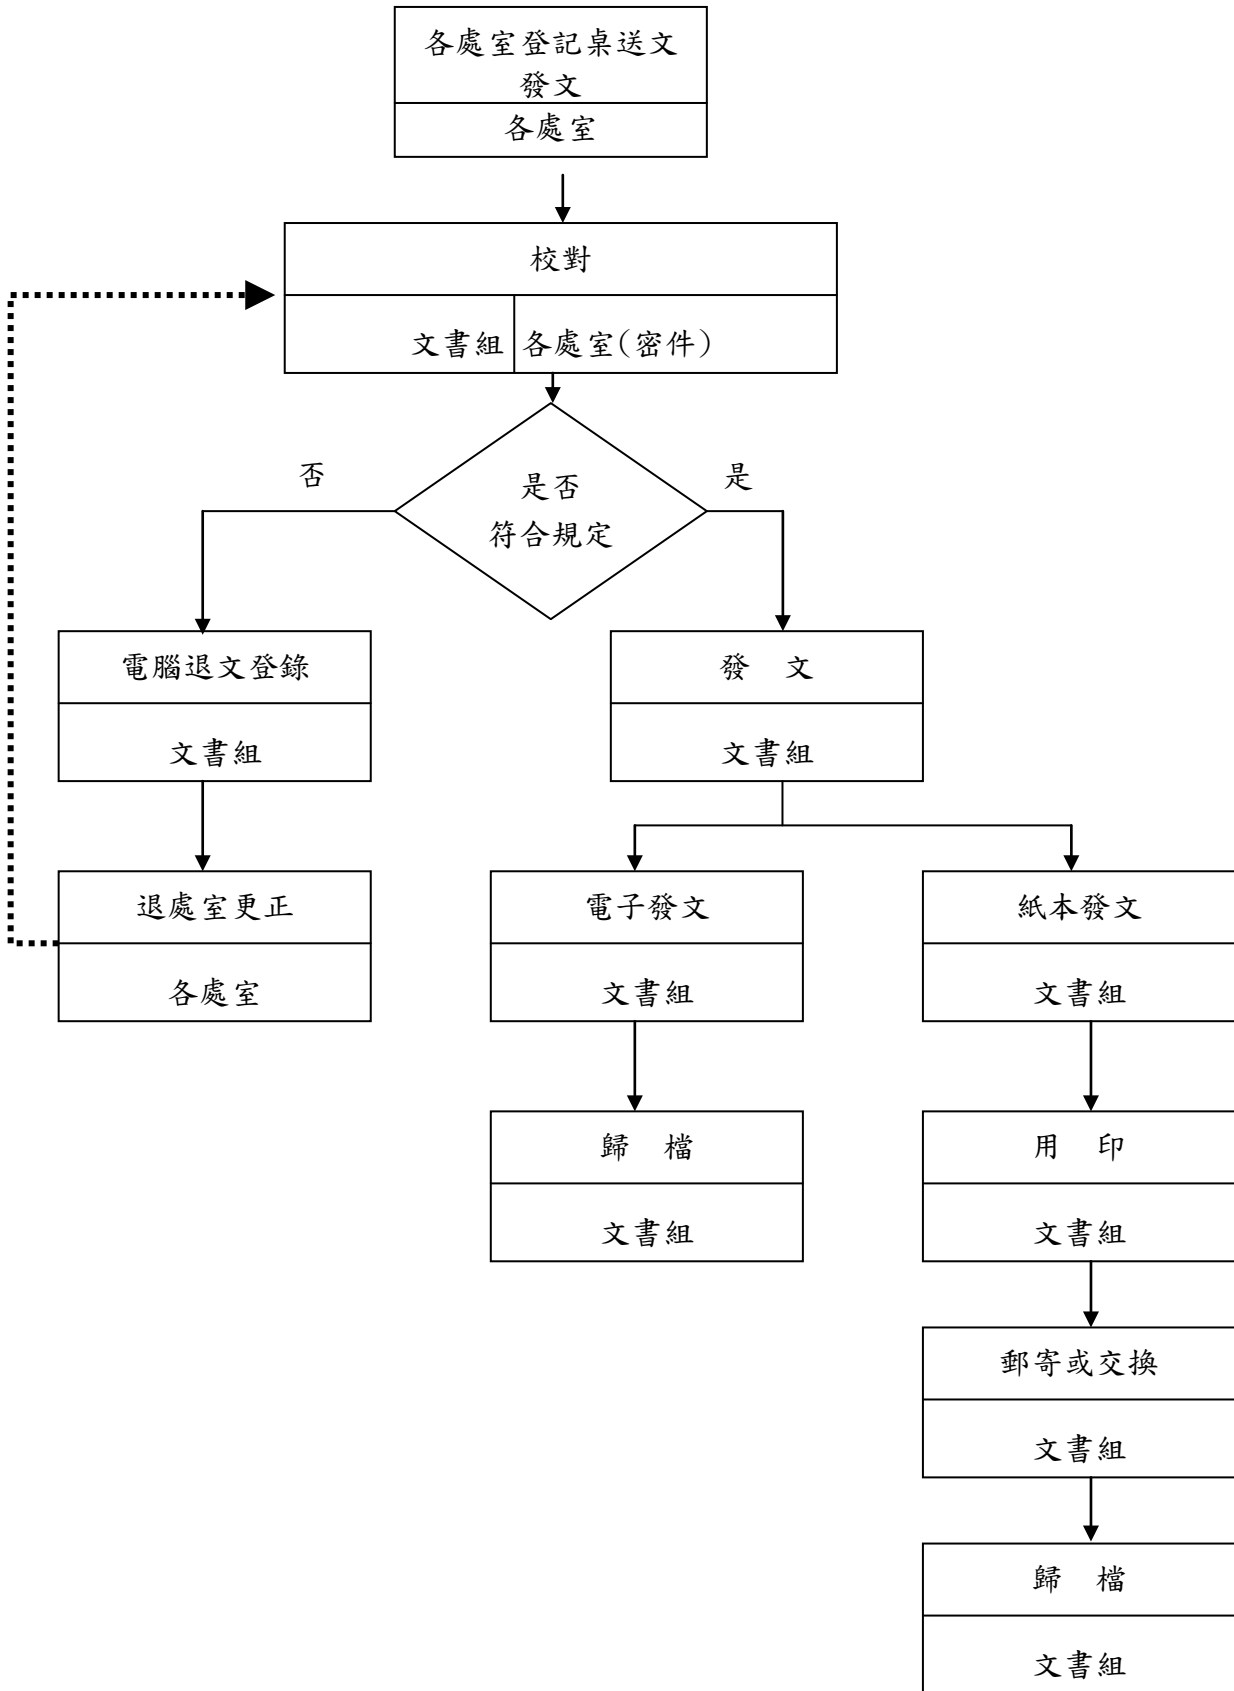 各處室登記桌送文
發文
各處室
校對
文書組
各處室(密件)
否
是
是否
符合規定
電腦退文登錄
文書組
發 文
文書組
退處室更正
各處室
電子發文
文書組
紙本發文
文書組
歸 檔
文書組
用 印
文書組
郵寄或交換
文書組
歸 檔
文書組